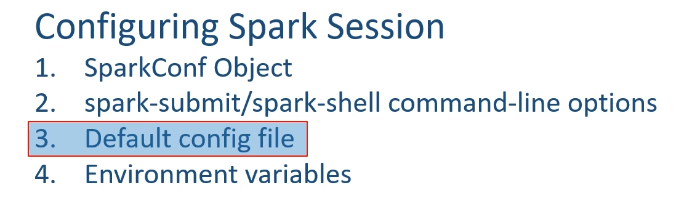 Configuring Spark Session
1. SparkConf Object
2. spark-submit/spark-shell command-line options
3. Default config file
4. Environment variables